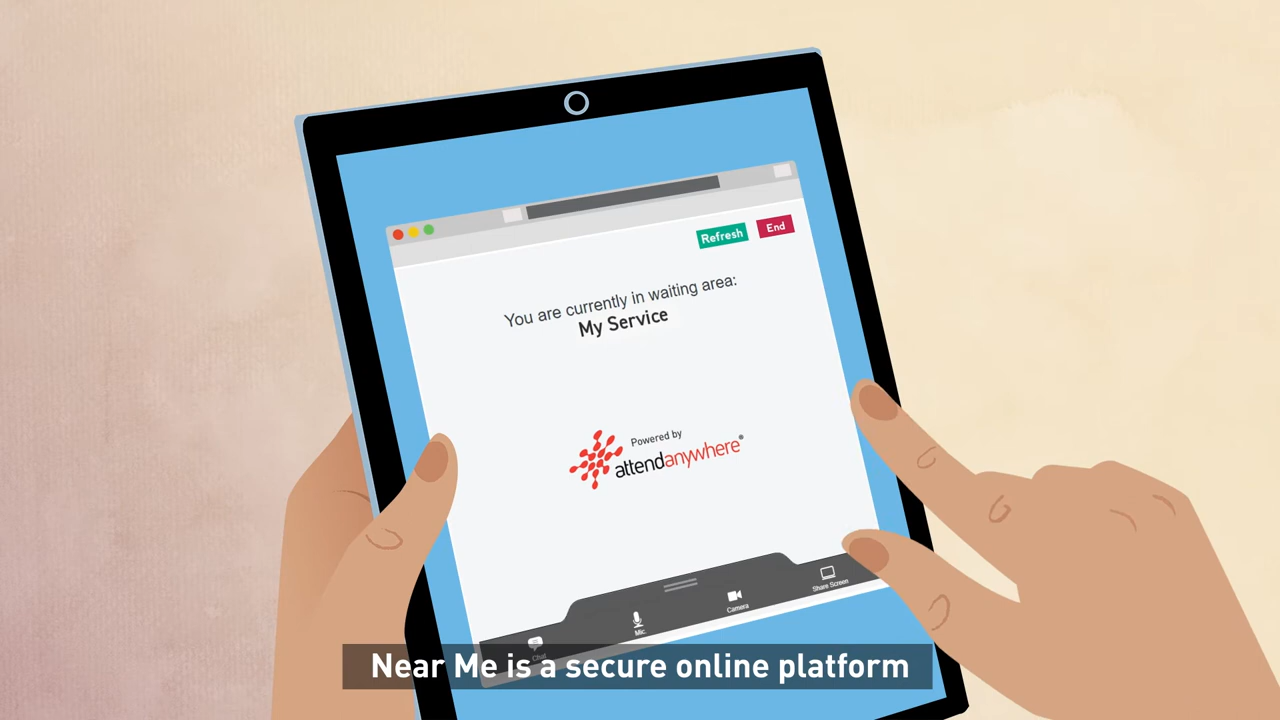 Refresh
End
You are currently in waiting area:
My Service
Powered by
attendanywhere®
Chat
Mic.
Camera
Share Screen
Near Me is a secure online platform